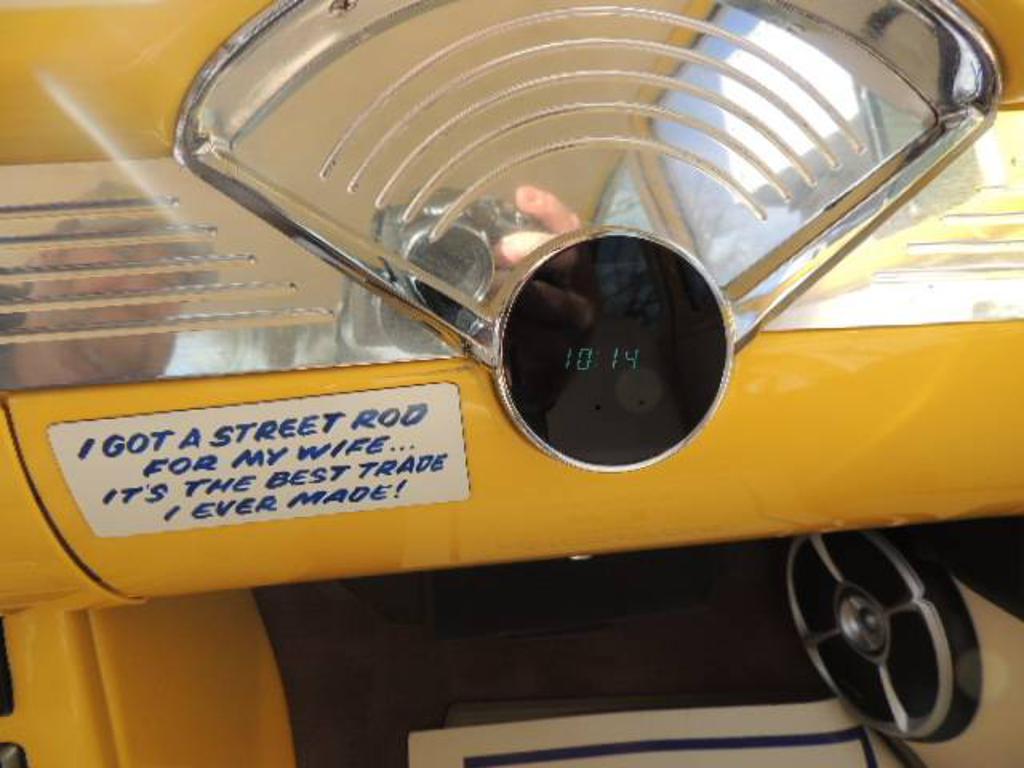 10:14
I GOT A STREET ROD
FOR MY WIFE...
IT'S THE BEST TRADE
I EVER MADE!